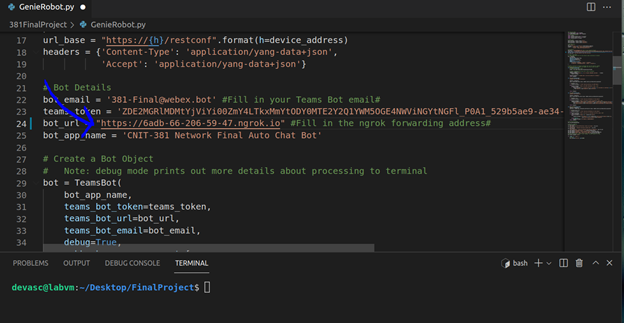 GenieRobot.py
381FinalProject > GenieRobot.py
17 url_base = "https://{h}/restconf".format(h=device_address)
18 headers = {'Content-Type': 'application/yang-data+json',
19 'Accept': 'application/yang-data+json'}
20
21 # Bot Details
22 bot_email = '381-Final@webex.bot' #Fill in your Teams Bot email#
23 teams_token = 'ZDE2MGRlMDMtYjViYi00ZmY4LTkxMmYtODY0MTE2Y2Q1YWM5OGE4NWViNGYtNGFl_P0A1_529b5ae9-ae34-
24 bot_url = "https://6adb-66-206-59-47.ngrok.io" #Fill in the ngrok forwarding address#
25 bot_app_name = 'CNIT-381 Network Final Auto Chat Bot'
26
27 # Create a Bot Object
28 # Note: debug mode prints out more details about processing to terminal
29 bot = TeamsBot(
30 bot_app_name,
31 teams_bot_token=teams_token,
32 teams_bot_url=bot_url,
33 teams_bot_email=bot_email,
34 debug=True,
PROBLEMS OUTPUT DEBUG CONSOLE TERMINAL bash
devasc@labvm:~/Desktop/FinalProject$